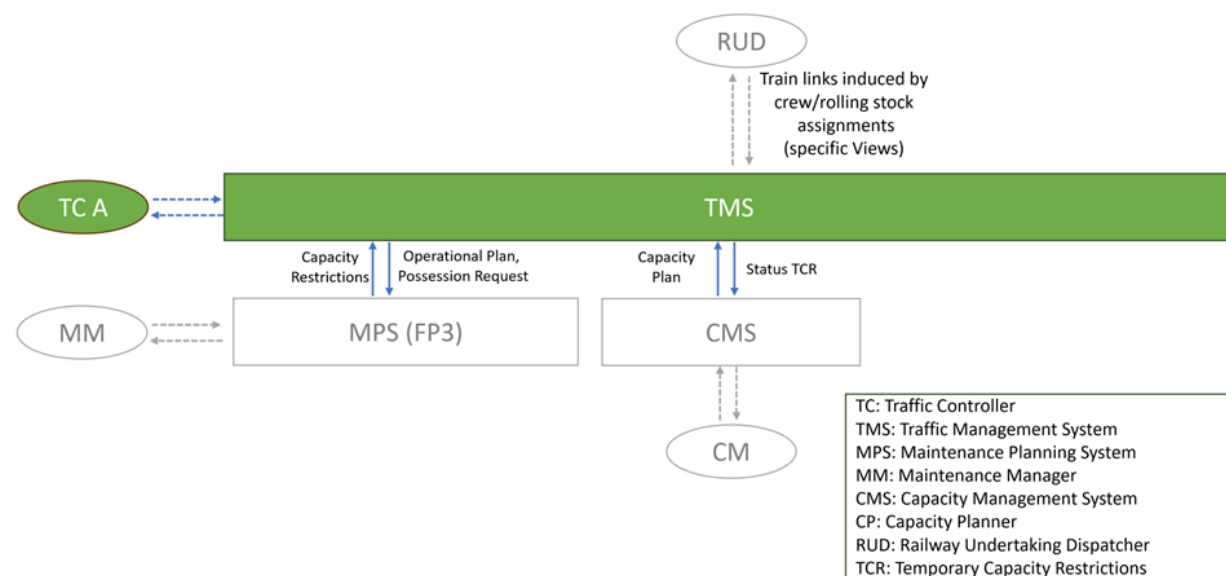 RUD
Train links induced by
crew/rolling stock
assignments
(specific Views)
TC A
TMS
Capacity
Restrictions
Operational Plan,
Possession Request
Capacity
Plan
Status TCR
MM
MPS (FP3)
CMS
CM
TC: Traffic Controller
TMS: Traffic Management System
MPS: Maintenance Planning System
MM: Maintenance Manager
CMS: Capacity Management System
CP: Capacity Planner
RUD: Railway Undertaking Dispatcher
TCR: Temporary Capacity Restrictions